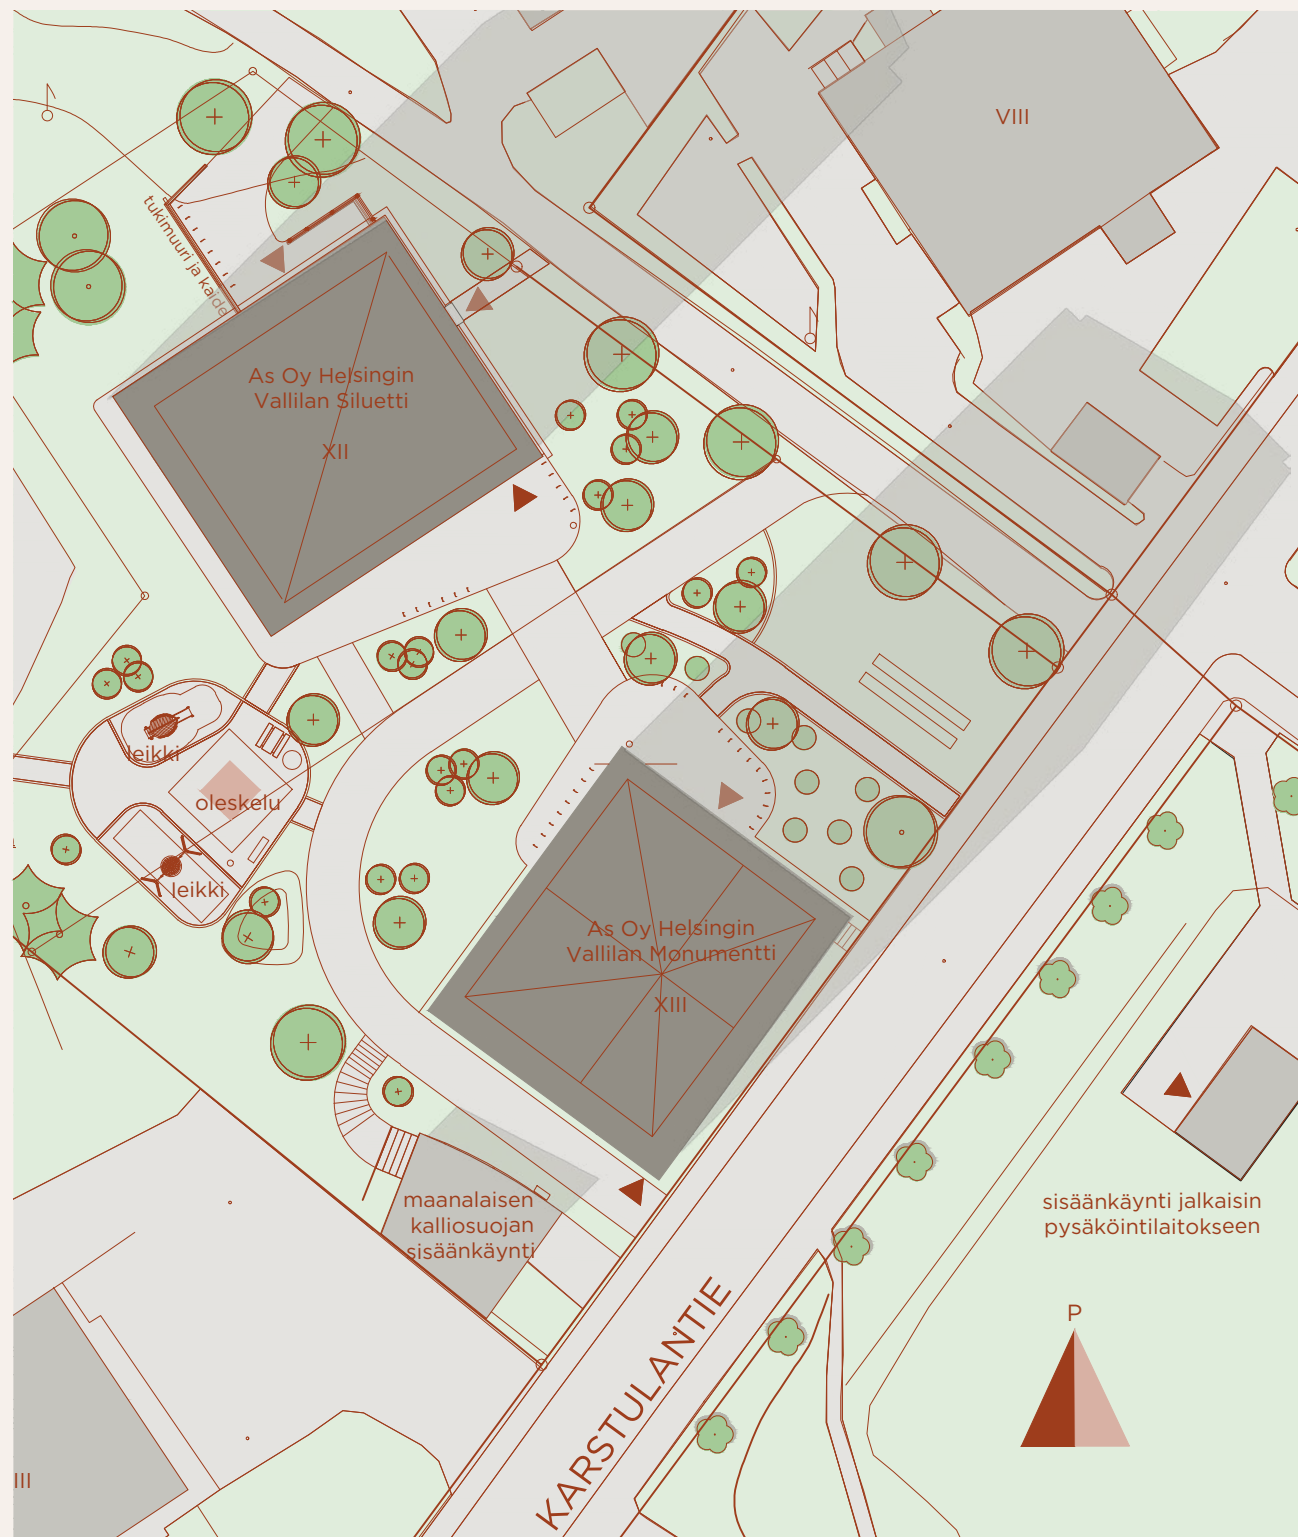 VIII
tukimuuri ja kaide
As Oy Helsingin
Vallilan Siluetti
XII
leikki
oleskelu
leikki
As Oy Helsingin
Vallilan Monumentti
XIII
maanalaisen
kalliosuojan
sisäänkäynti
sisäänkäynti jalkaisin
pysäköintilaitokseen
KARSTULANTIE
P
III